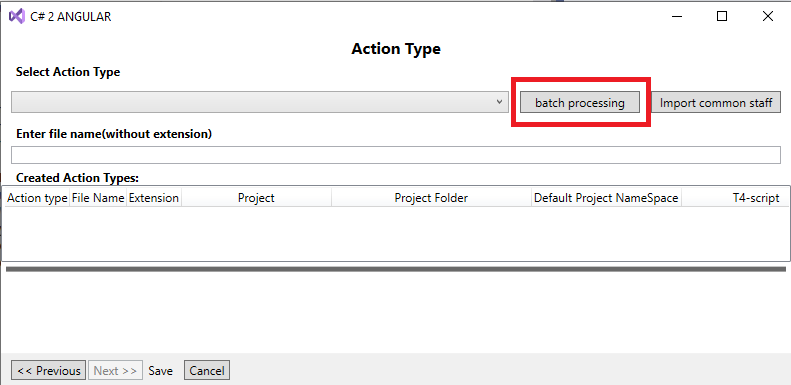 C# 2 ANGULAR
Action Type
Select Action Type
batch processing
Import common staff
Enter file name(without extension)
Created Action Types:
Action type File Name Extension Project Project Folder Default Project NameSpace T4-script
<< Previous Next >> Save Cancel